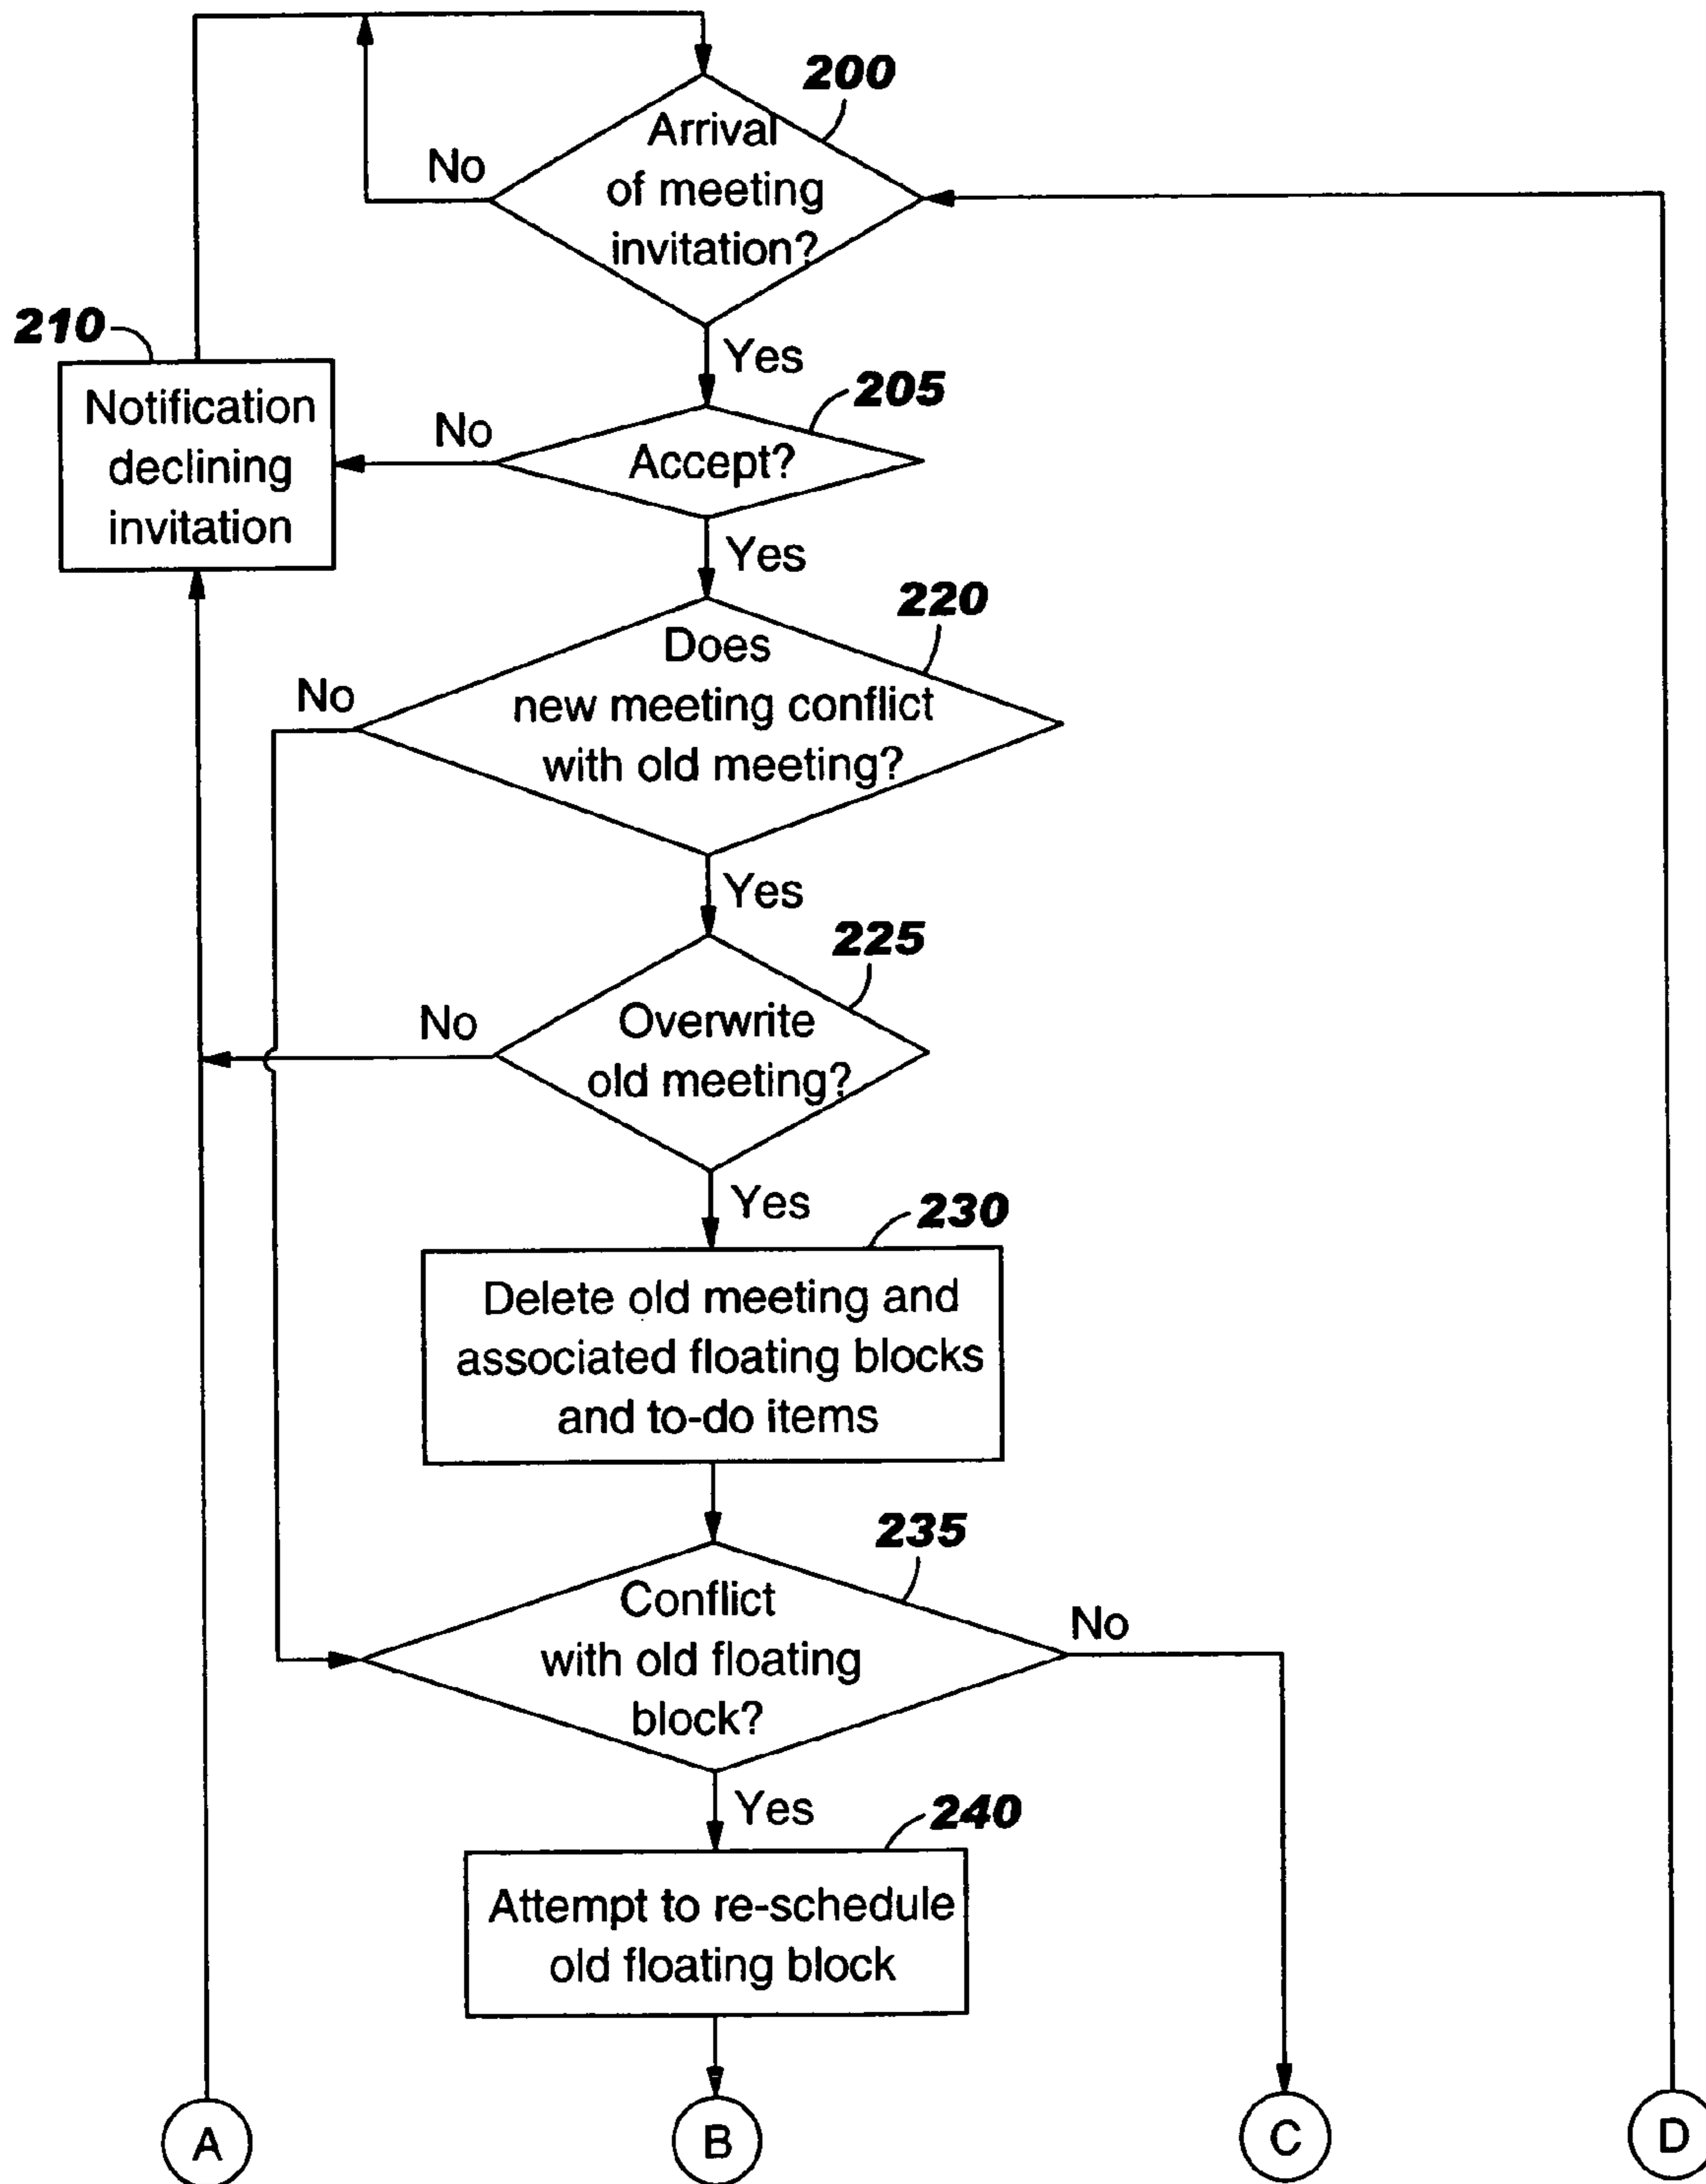 200
Arrival
of meeting
invitation?
No
Yes
210
Notification
declining
invitation
205
Accept?
No
Yes
220
Does
new meeting conflict
with old meeting?
No
Yes
225
Overwrite
old meeting?
No
Yes
230
Delete old meeting and
associated floating blocks
and to-do items
235
Conflict
with old floating
block?
No
Yes
240
Attempt to re-schedule
old floating block
A
B
C
D